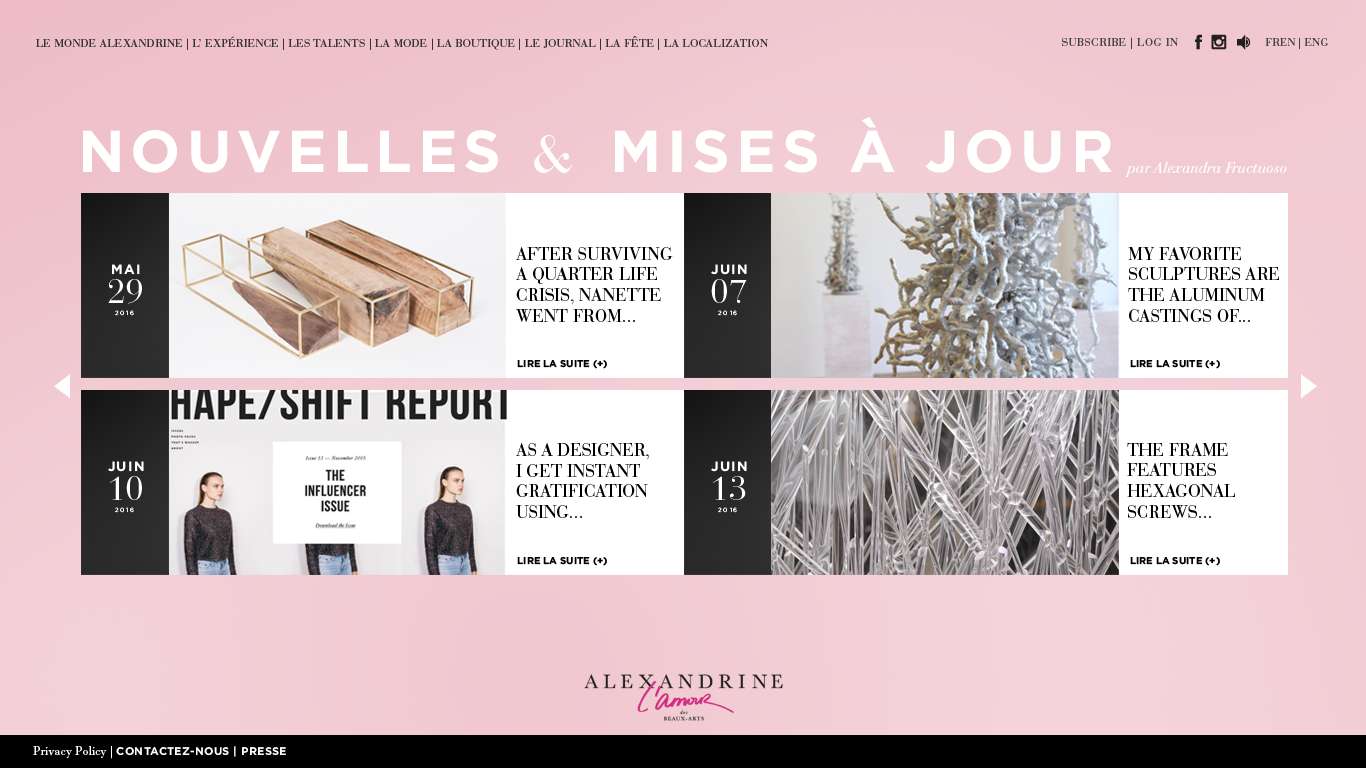 LE MONDE ALEXANDRINE | L' EXPÉRIENCE | LES TALENTS | LA MODE | LA BOUTIQUE | LE JOURNAL | LA FÊTE | LA LOCALIZATION
SUBSCRIBE | LOG IN
FREN | ENG
NOUVELLES & MISES À JOUR
par Alexandra Fructuoso
MAI
29
2016
AFTER SURVIVING
A QUARTER LIFE
CRISIS, NANETTE
WENT FROM...
LIRE LA SUITE (+)
JUIN
07
2016
MY FAVORITE
SCULPTURES ARE
THE ALUMINUM
CASTINGS OF...
LIRE LA SUITE (+)
JUIN
10
2016
HAPE/SHIFT REPORT
Issue 13 — November 2015
THE
INFLUENCER
ISSUE
Download the Issue
AS A DESIGNER,
I GET INSTANT
GRATIFICATION
USING...
LIRE LA SUITE (+)
JUIN
13
2016
THE FRAME
FEATURES
HEXAGONAL
SCREWS...
LIRE LA SUITE (+)
ALEXANDRINE
L'amour
des
BEAUX-ARTS
Privacy Policy | CONTACTEZ-NOUS | PRESSE